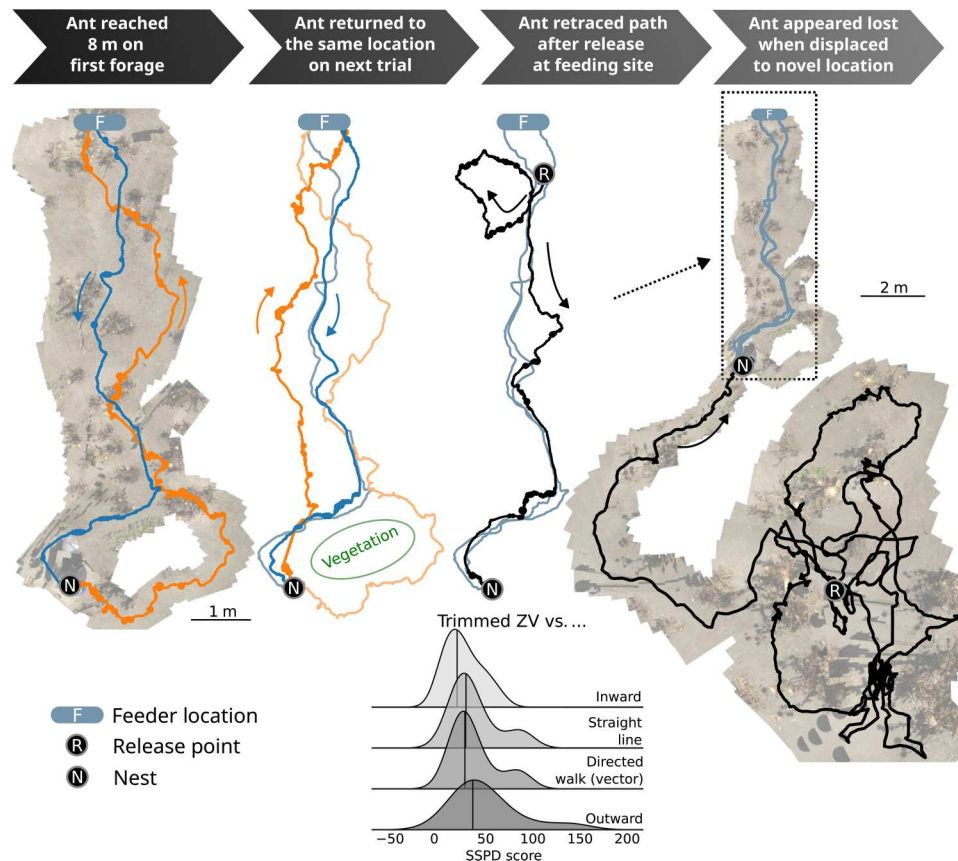 Ant reached
8 m on
first forage
Ant returned to
the same location
on next trial
Ant retraced path
after release
at feeding site
Ant appeared lost
when displaced
to novel location
F
F
F
F
R
2 m
N
Vegetation
N
N
N
1 m
R
Trimmed ZV vs. ...
Inward
Straight
line
Directed
walk (vector)
Outward
−50 0 50 100 150 200
SSPD score
F Feeder location
R Release point
N Nest